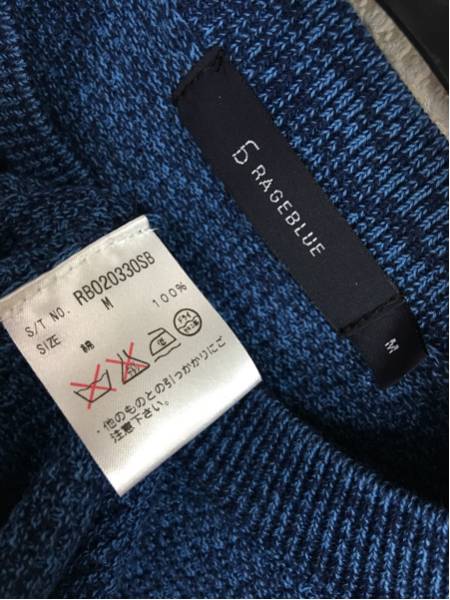 RAGEBLUE
M
S/T NO. RB020330SB
SIZE M
綿 100%
・他のものとの引っかかりにご
注意下さい。